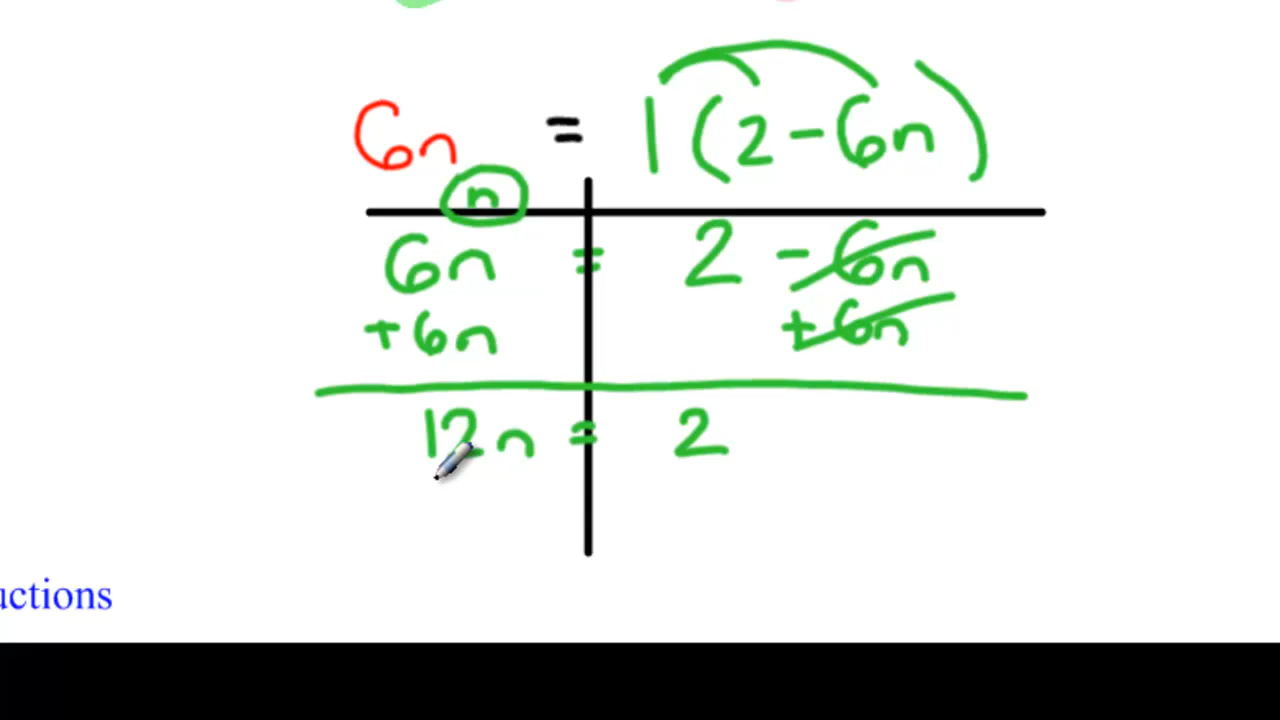 6n = 1(2-6n)
n
6n = 2 - 6n
+6n +6n
12n = 2
uctions